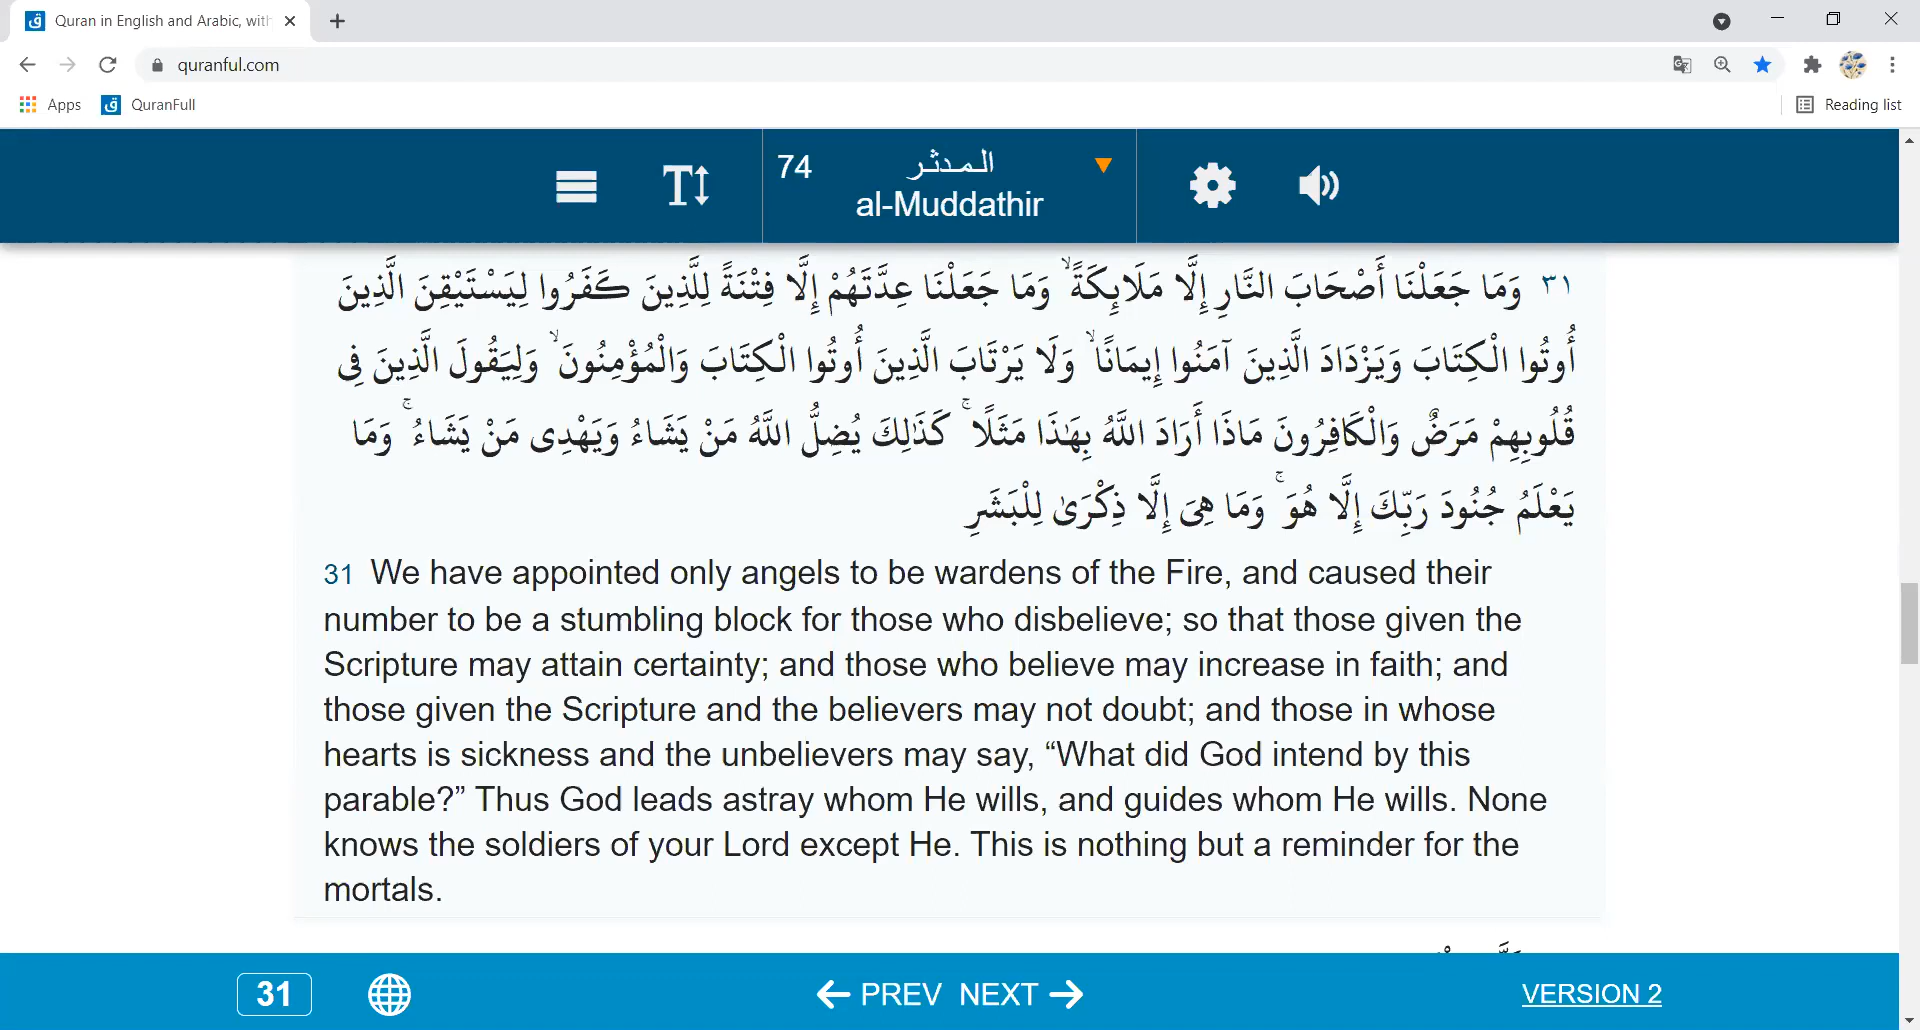 Quran in English and Arabic, with
quranful.com
Apps
QuranFull
Reading list
74
المدثر
al-Muddathir
٣١ وَمَا جَعَلْنَا أَصْحَابَ النَّارِ إِلَّا مَلَائِكَةً ۙ وَمَا جَعَلْنَا عِدَّتَهُمْ إِلَّا فِتْنَةً لِلَّذِينَ كَفَرُوا لِيَسْتَيْقِنَ الَّذِينَ
أُوتُوا الْكِتَابَ وَيَزْدَادَ الَّذِينَ آمَنُوا إِيمَانًا ۙ وَلَا يَرْتَابَ الَّذِينَ أُوتُوا الْكِتَابَ وَالْمُؤْمِنُونَ ۙ وَلِيَقُولَ الَّذِينَ فِى
قُلُوبِهِمْ مَرَضٌ وَالْكَافِرُونَ مَاذَا أَرَادَ اللَّهُ بِهَٰذَا مَثَلًا ۚ كَذَٰلِكَ يُضِلُّ اللَّهُ مَنْ يَشَاءُ وَيَهْدِى مَنْ يَشَاءُ ۚ وَمَا
يَعْلَمُ جُنُودَ رَبِّكَ إِلَّا هُوَ ۚ وَمَا هِىَ إِلَّا ذِكْرَىٰ لِلْبَشَرِ
31 We have appointed only angels to be wardens of the Fire, and caused their
number to be a stumbling block for those who disbelieve; so that those given the
Scripture may attain certainty; and those who believe may increase in faith; and
those given the Scripture and the believers may not doubt; and those in whose
hearts is sickness and the unbelievers may say, “What did God intend by this
parable?” Thus God leads astray whom He wills, and guides whom He wills. None
knows the soldiers of your Lord except He. This is nothing but a reminder for the
mortals.
31
PREV NEXT
VERSION 2